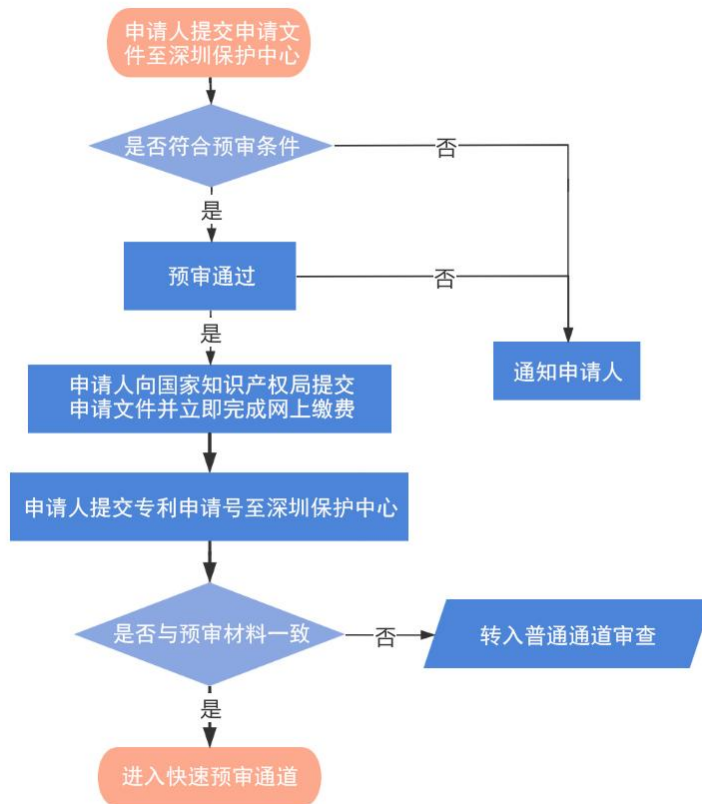 申请人提交申请文
件至深圳保护中心
是否符合预审条件
否
是
预审通过
否
是
通知申请人
申请人向国家知识产权局提交
申请文件并立即完成网上缴费
申请人提交专利申请号至深圳保护中心
是否与预审材料一致
否
转入普通通道审查
是
进入快速预审通道